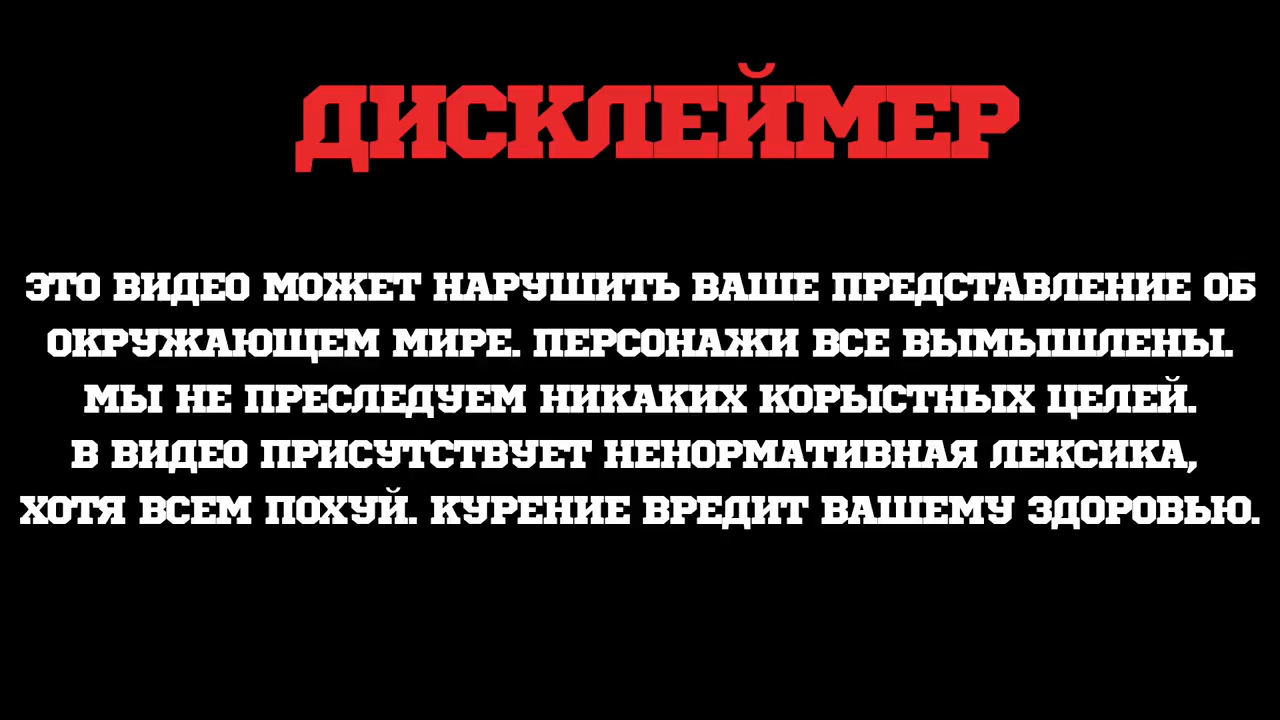 ДИСКЛЕЙМЕР
ЭТО ВИДЕО МОЖЕТ НАРУШИТЬ ВАШЕ ПРЕДСТАВЛЕНИЕ ОБ
ОКРУЖАЮЩЕМ МИРЕ. ПЕРСОНАЖИ ВСЕ ВЫМЫШЛЕНЫ.
МЫ НЕ ПРЕСЛЕДУЕМ НИКАКИХ КОРЫСТНЫХ ЦЕЛЕЙ.
В ВИДЕО ПРИСУТСТВУЕТ НЕНОРМАТИВНАЯ ЛЕКСИКА,
ХОТЯ ВСЕМ ПОХУЙ. КУРЕНИЕ ВРЕДИТ ВАШЕМУ ЗДОРОВЬЮ.